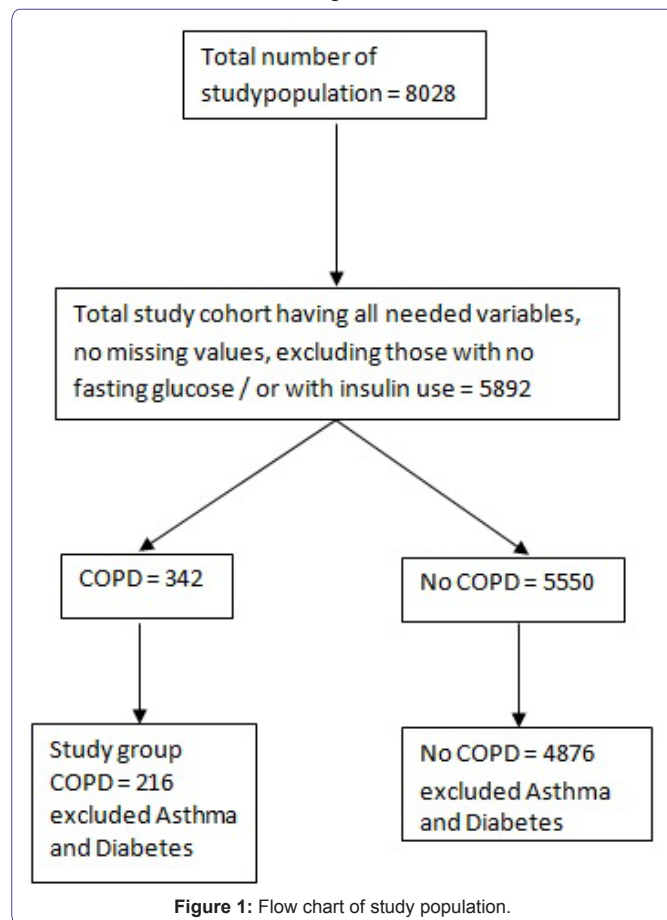 Total number of
studypopulation = 8028
Total study cohort having all needed variables,
no missing values, excluding those with no
fasting glucose / or with insulin use = 5892
COPD = 342
No COPD = 5550
Study group
COPD = 216
excluded Asthma
and Diabetes
No COPD = 4876
excluded Asthma
and Diabetes
Figure 1: Flow chart of study population.